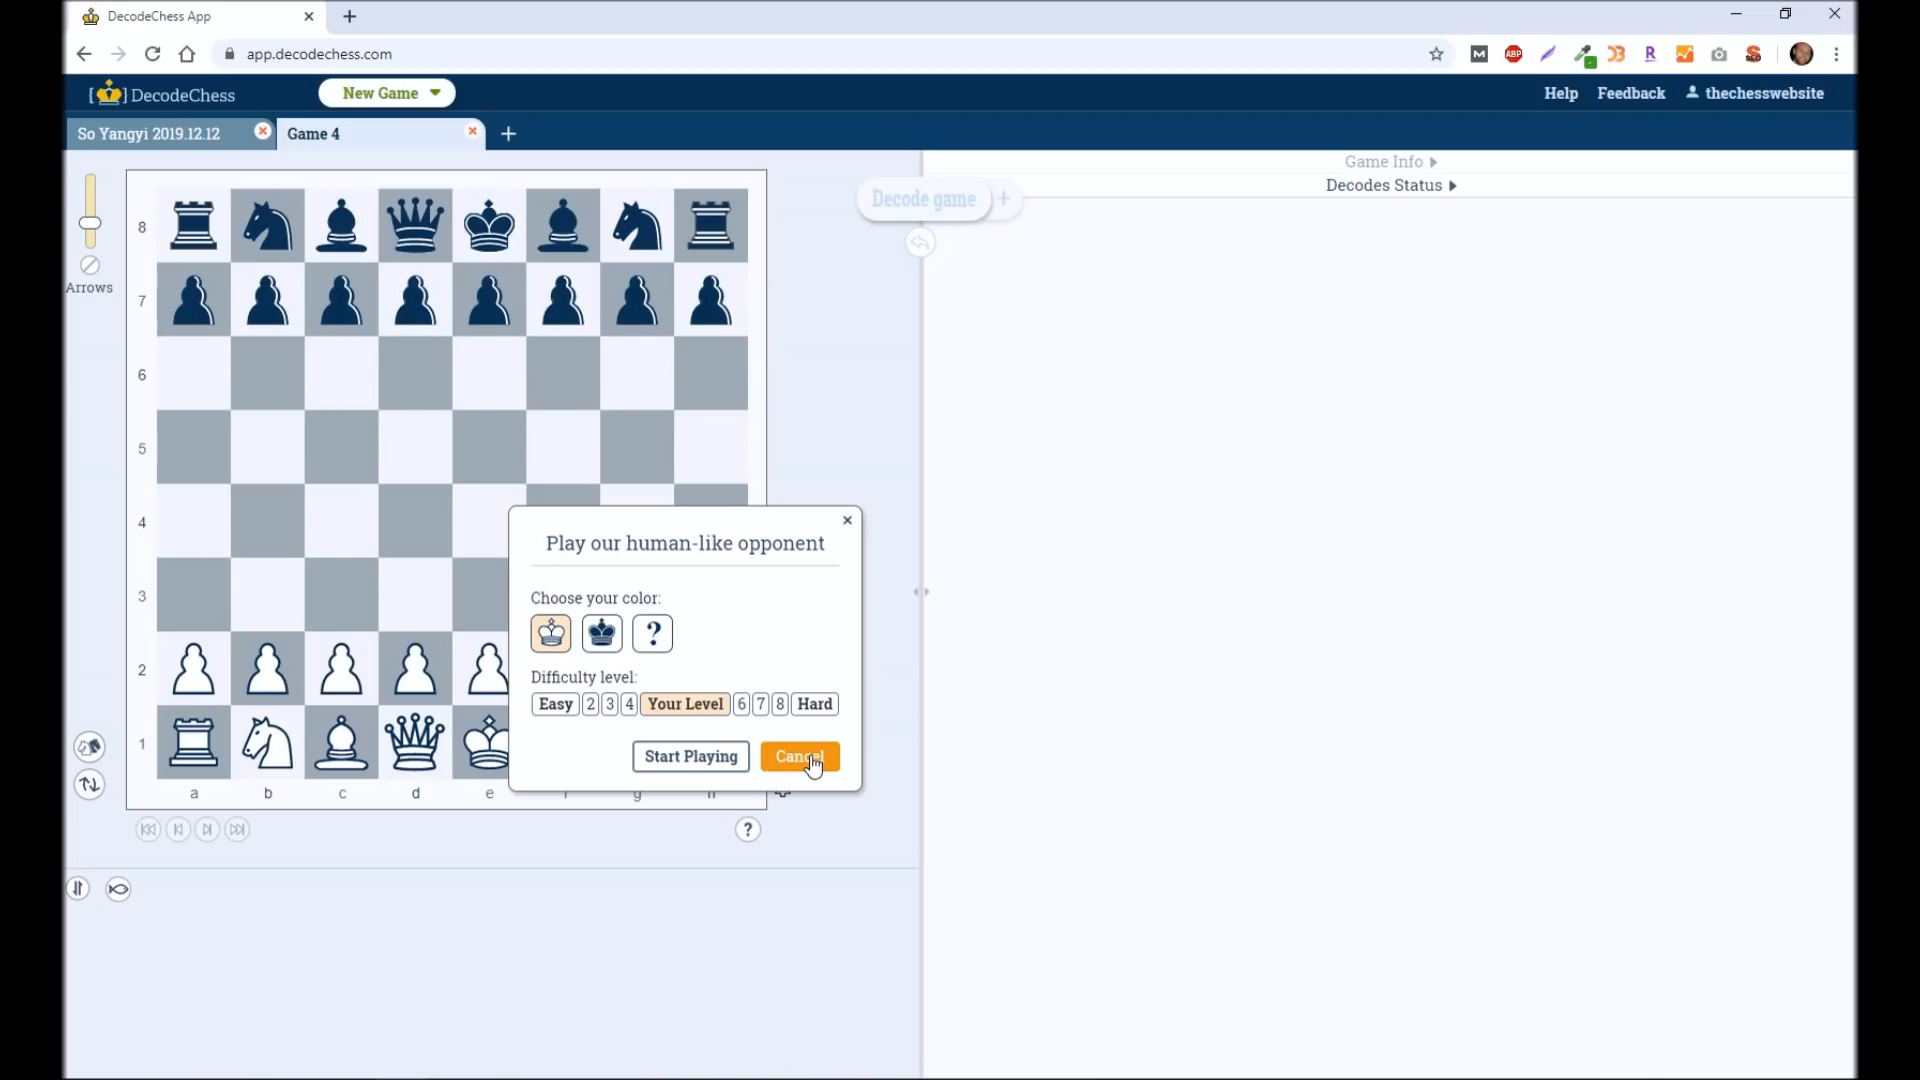 DecodeChess App
app.decodechess.com
ABP
R
[ ] DecodeChess
New Game
Help
Feedback
thechesswebsite
So Yangyi 2019.12.12
Game 4
Game Info
Decodes Status
Decode game +
Arrows
8
7
6
5
4
3
2
1
a b c d e
g
Play our human-like opponent
Choose your color:
?
Difficulty level:
Easy 2 3 4 Your Level 6 7 8 Hard
Start Playing
Cancel
?